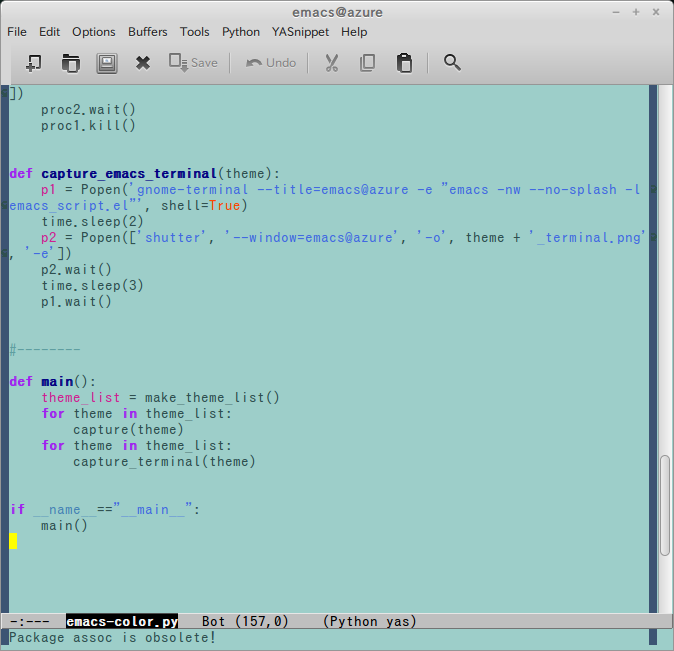 emacs@azure
File Edit Options Buffers Tools Python YASnippet Help
Save Undo
])
    proc2.wait()
    proc1.kill()
def capture_emacs_terminal(theme):
    p1 = Popen('gnome-terminal --title=emacs@azure -e "emacs -nw --no-splash -l
emacs_script.el"', shell=True)
    time.sleep(2)
    p2 = Popen(['shutter', '--window=emacs@azure', '-o', theme + '_terminal.png'
, '-e'])
    p2.wait()
    time.sleep(3)
    p1.wait()
#--------
def main():
    theme_list = make_theme_list()
    for theme in theme_list:
        capture(theme)
    for theme in theme_list:
        capture_terminal(theme)
if __name__=="__main__":
    main()
-:--- emacs-color.py Bot (157,0) (Python yas)
Package assoc is obsolete!